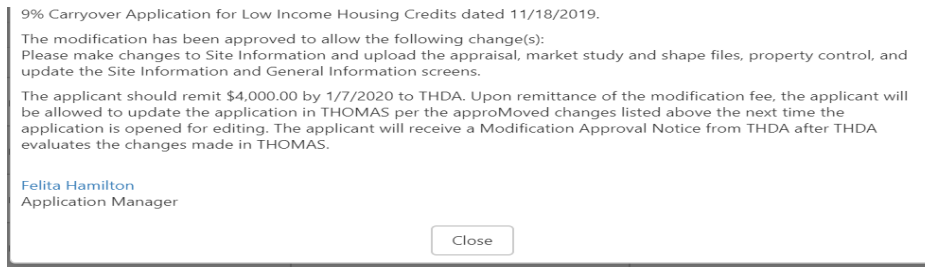 9% Carryover Application for Low Income Housing Credits dated 11/18/2019.
The modification has been approved to allow the following change(s):
Please make changes to Site Information and upload the appraisal, market study and shape files, property control, and
update the Site Information and General Information screens.
The applicant should remit $4,000.00 by 1/7/2020 to THDA. Upon remittance of the modification fee, the applicant will
be allowed to update the application in THOMAS per the approMoved changes listed above the next time the
application is opened for editing. The applicant will receive a Modification Approval Notice from THDA after THDA
evaluates the changes made in THOMAS.
Felita Hamilton
Application Manager
Close